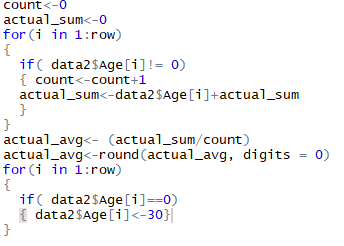 count<-0
actual_sum<-0
for(i in 1:row)
{
if( data2$Age[i]!= 0)
{ count<-count+1
actual_sum<-data2$Age[i]+actual_sum
}
}
actual_avg<- (actual_sum/count)
actual_avg<-round(actual_avg, digits = 0)
for(i in 1:row)
{
if( data2$Age[i]==0)
{ data2$Age[i]<-30}
}